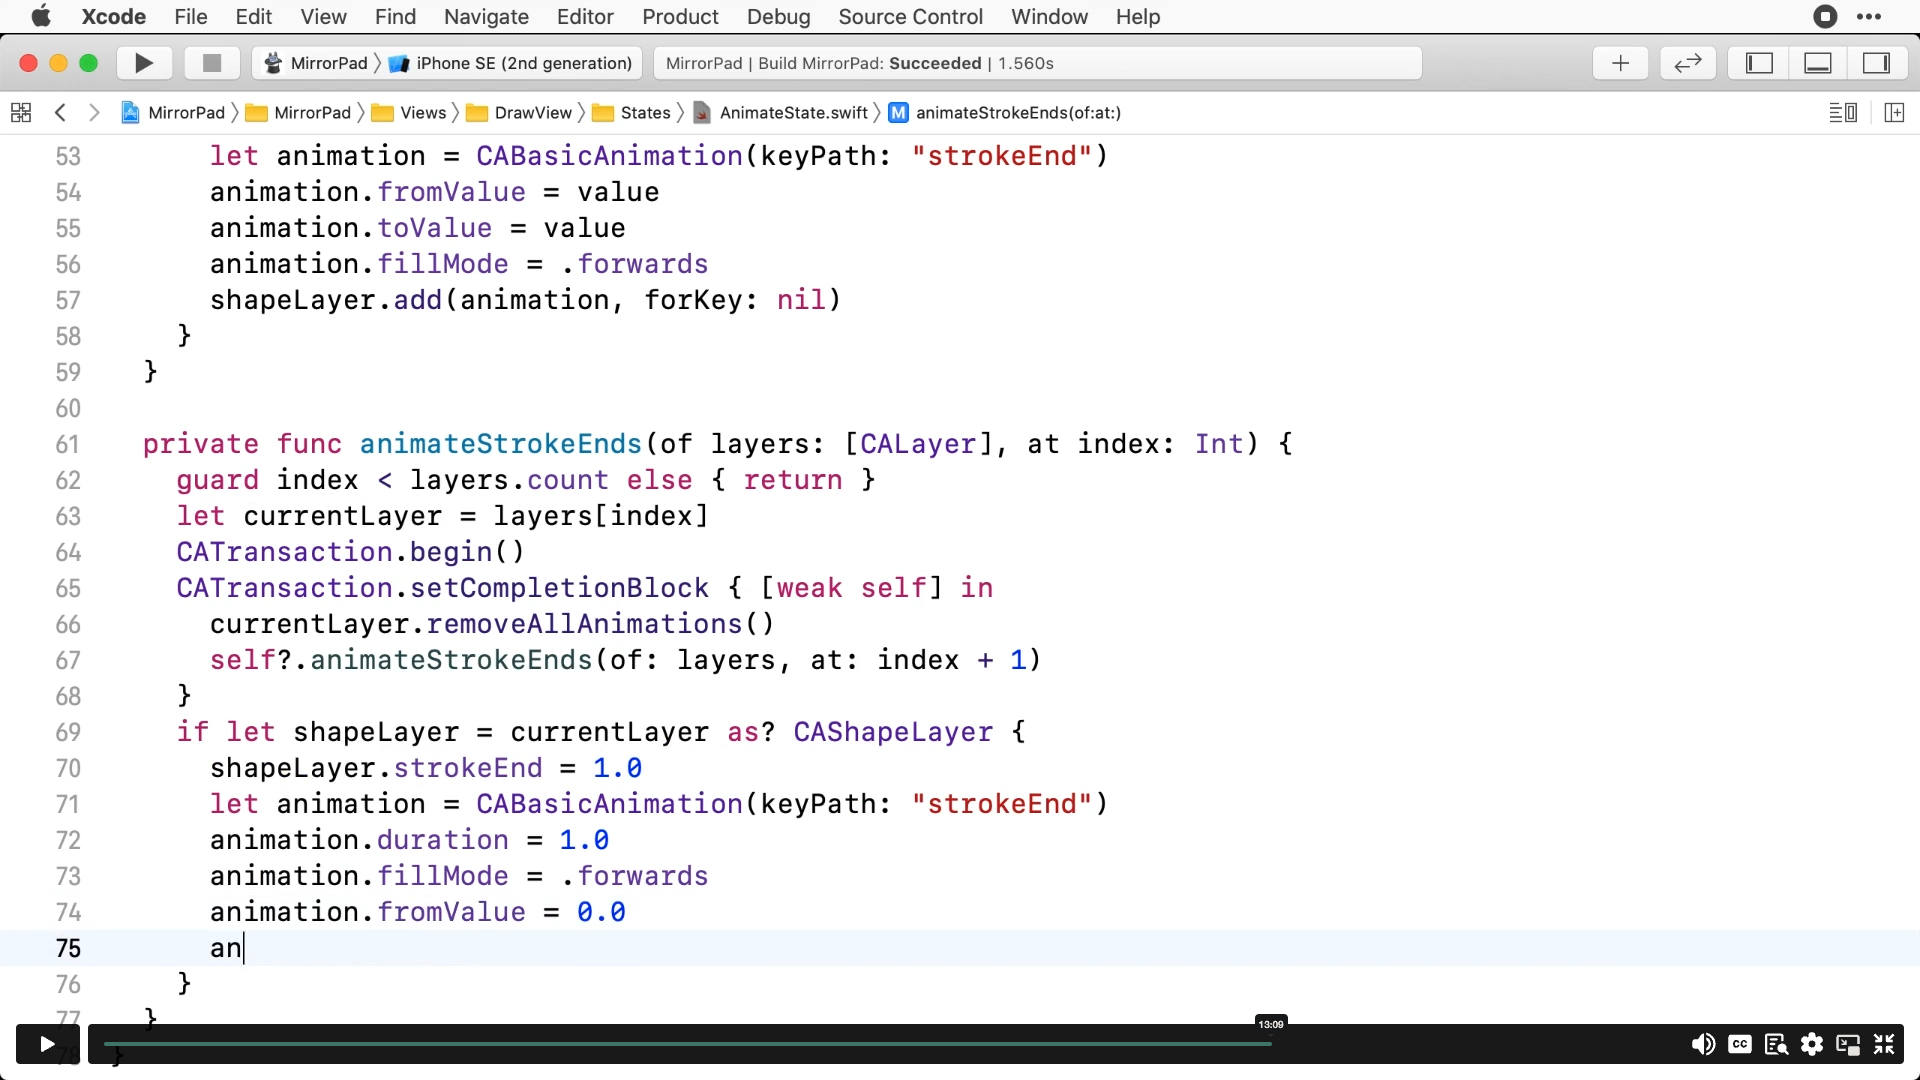 Xcode File Edit View Find Navigate Editor Product Debug Source Control Window Help
MirrorPad iPhone SE (2nd generation) MirrorPad | Build MirrorPad: Succeeded | 1.560s
MirrorPad MirrorPad Views DrawView States AnimateState.swift M animateStrokeEnds(of:at:)
53 let animation = CABasicAnimation(keyPath: "strokeEnd")
54 animation.fromValue = value
55 animation.toValue = value
56 animation.fillMode = .forwards
57 shapeLayer.add(animation, forKey: nil)
58 }
59 }
60
61 private func animateStrokeEnds(of layers: [CALayer], at index: Int) {
62 guard index < layers.count else { return }
63 let currentLayer = layers[index]
64 CATransaction.begin()
65 CATransaction.setCompletionBlock { [weak self] in
66 currentLayer.removeAllAnimations()
67 self?.animateStrokeEnds(of: layers, at: index + 1)
68 }
69 if let shapeLayer = currentLayer as? CAShapeLayer {
70 shapeLayer.strokeEnd = 1.0
71 let animation = CABasicAnimation(keyPath: "strokeEnd")
72 animation.duration = 1.0
73 animation.fillMode = .forwards
74 animation.fromValue = 0.0
75 an
76 }
77 }
13:09
78 }
CC